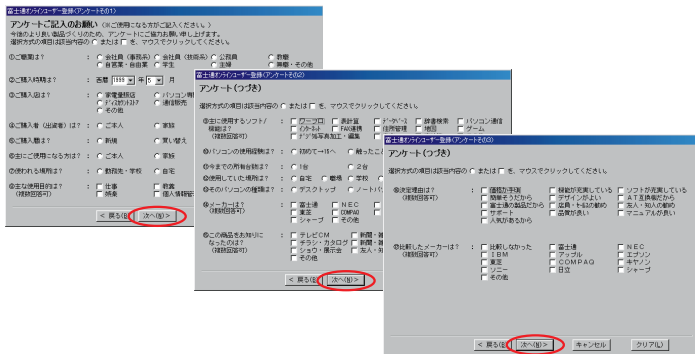 富士通オンラインユーザー登録(アンケートその1)
アンケートご記入のお願い（※ご使用になる方がご記入ください。）
今後のより良い製品づくりのため、アンケートにご協力お願い申し上げます。
選択方式の項目は該当内容の ○ または □ を、マウスでクリックしてください。
①ご職業は？ ： 会社員（事務系） 会社員（技術系） 公務員 教職
自営業・自由業 学生 主婦 無職・その他
②ご購入時期は？ ： 西暦 1999 年 5 月
③ご購入店は？ ： 家電量販店 パソコン専
ディスカウントストア 通信販売
その他
④ご購入者（出資者）は？ ： ご本人 家族
⑤ご購入層は？ ： 新規 買い替え
⑥主にご使用になる方は？ ： ご本人 家族
⑦使われる場所は？ ： 勤務先・学校 自宅
⑧主な使用目的は？ ： 仕事 教養
(複数回答可) 娯楽 個人情報管
< 戻る(B) 次へ(N)>
富士通オンラインユーザー登録(アンケートその2)
アンケート(つづき)
選択方式の項目は該当内容の ○ または □ を、マウスでクリックしてください。
⑨主に使用するソフト/ ： ワープロ 表計算 データベース 辞書検索 パソコン通信
機能は？ インターネット FAX連携 住所管理 地図 ゲーム
(複数回答可) デジタル写真加工・編集
⑩パソコンの使用経験は？ ： 初めて～1ｹ月 触ったこ
⑪今までの所有台数は？ ： 1台 2台
⑫使用していた場所は？ ： 自宅 職場 学校
⑬そのパソコンの種類は？ ： デスクトップ ノートパソ
⑭メーカーは？ ： 富士通 NEC
(複数回答可) 東芝 COMPAQ
シャープ その他
⑮この商品をお知りに ： テレビCM 新聞・雑
なったのは？ チラシ・カタログ 新聞・雑
(複数回答可) ショウ・展示会 友人・知
その他
< 戻る(B) 次へ(N)>
富士通オンラインユーザー登録(アンケートその3)
アンケート(つづき)
選択方式の項目は該当内容の ○ または □ を、マウスでクリックしてください。
⑯決定理由は？ ： 価格が手頃 機能が充実している ソフトが充実している
(複数回答可) 簡単そうだから デザインがよい AT互換機だから
富士通の製品だから 店員・ﾅｰｽの勧め 友人・知人の勧め
サポート 品質が良い マニュアルが良い
人気があるから
⑰比較したメーカーは？ ： 比較しなかった 富士通 NEC
(複数回答可) IBM アップル エプソン
東芝 COMPAQ キヤノン
ソニー 日立 シャープ
その他
< 戻る(B) 次へ(N)> キャンセル クリア(L)